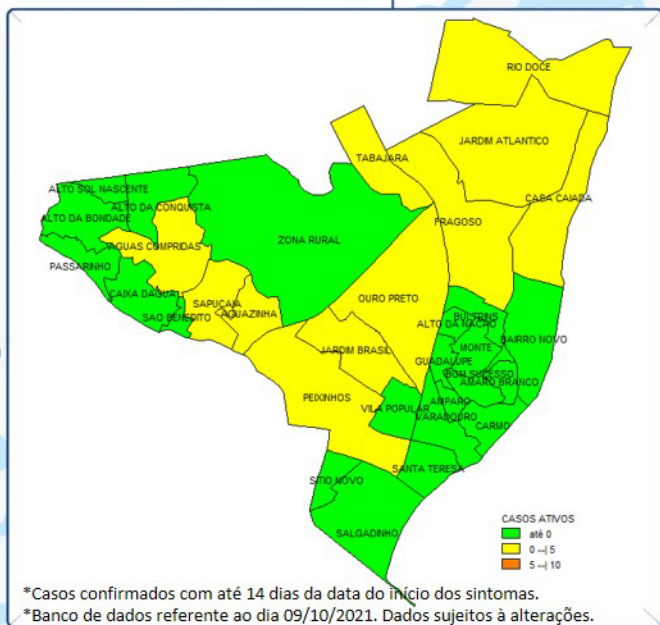 RIO DOCE
JARDIM ATLANTICO
TABAJARA
CASA CAIADA
ALTO SOL NASCENTE
ALTO DA CONQUISTA
ALTO DA BONDADE
FRAGOSO
ZONA RURAL
AGUAS COMPRIDAS
PASSARINHO
CAIXA DAGUA
OURO PRETO
SAPUCAIA
AGUAZINHA
SAO BENEDITO
BULTRINS
ALTO DA NACAO
BAIRRO NOVO
MONTE
JARDIM BRASIL
GUADALUPE
BOM SUCESSO
AMARO BRANCO
PEIXINHOS
AMPARO
VILA POPULAR
VARADOURO
CARMO
SANTA TERESA
SITIO NOVO
SALGADINHO
CASOS ATIVOS
até 0
0 --| 5
5 --| 10
*Casos confirmados com até 14 dias da data do início dos sintomas.
*Banco de dados referente ao dia 09/10/2021. Dados sujeitos à alterações.